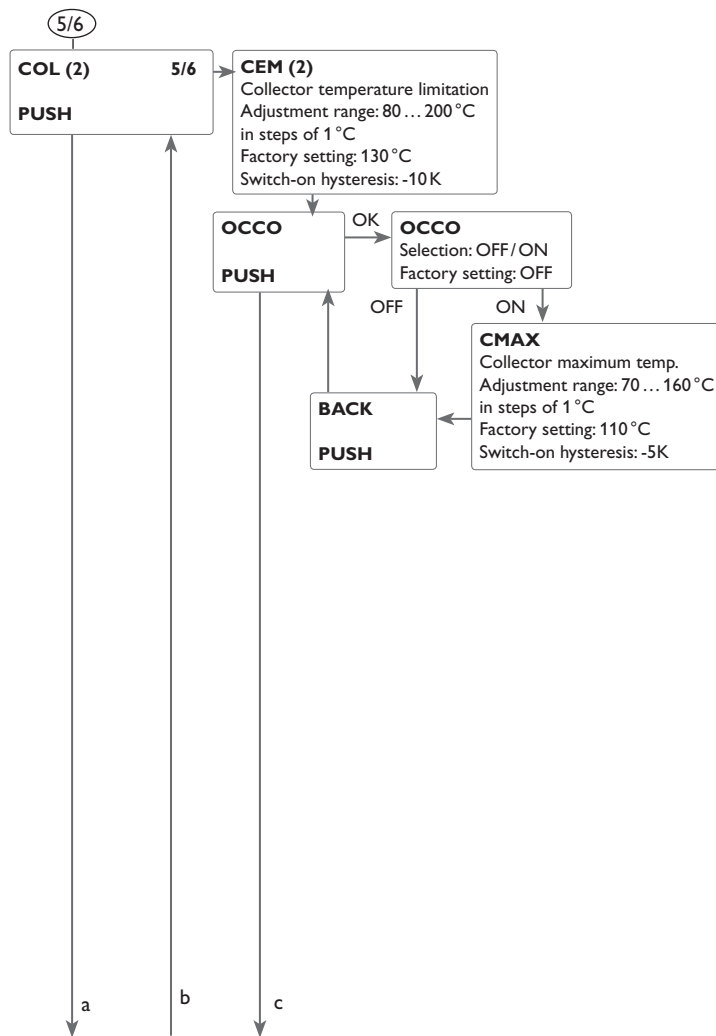 5/6
COL (2) 5/6
PUSH
CEM (2)
Collector temperature limitation
Adjustment range: 80 … 200 °C
in steps of 1 °C
Factory setting: 130 °C
Switch-on hysteresis: -10 K
OCCO
PUSH
OK
OCCO
Selection: OFF / ON
Factory setting: OFF
OFF
ON
CMAX
Collector maximum temp.
Adjustment range: 70 … 160 °C
in steps of 1 °C
Factory setting: 110 °C
Switch-on hysteresis: -5K
BACK
PUSH
a
b
c